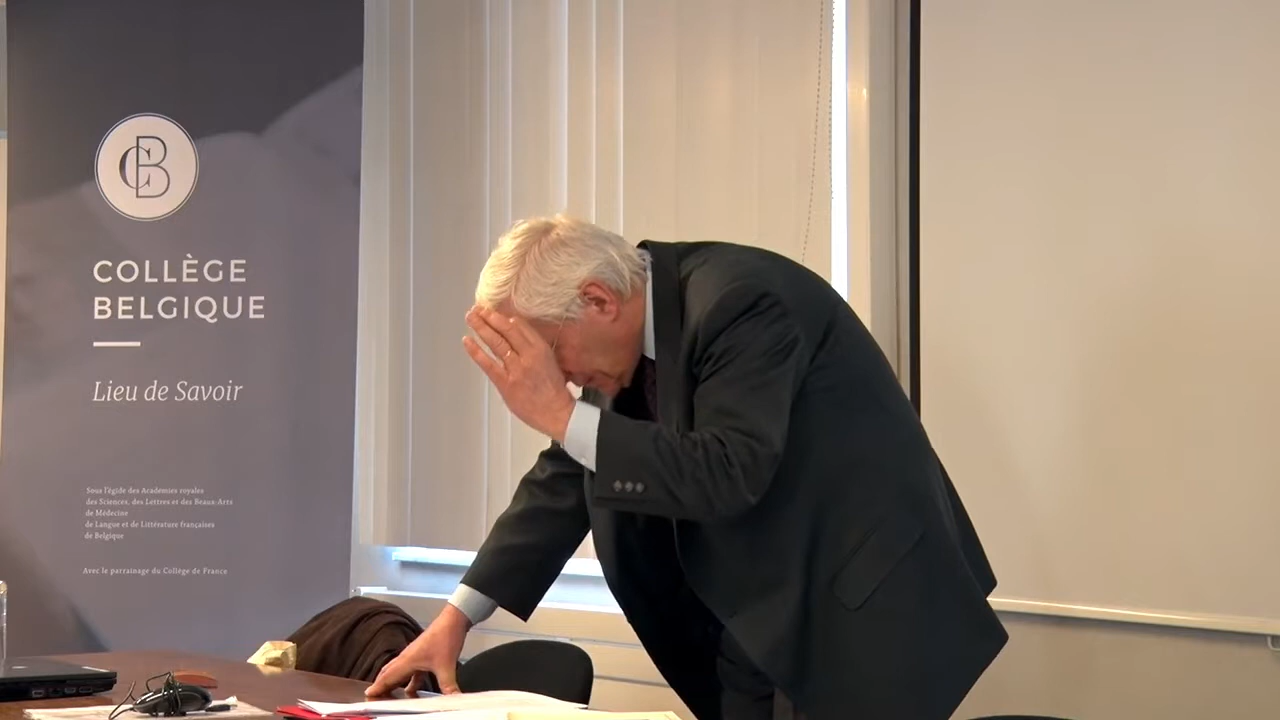 CB
COLLÈGE
BELGIQUE
Lieu de Savoir
Sous l'égide des Académies royales
des Sciences, des Lettres et des Beaux-Arts
de Médecine
de Langue et de Littérature françaises
de Belgique
Avec le patrainage du Collège de France